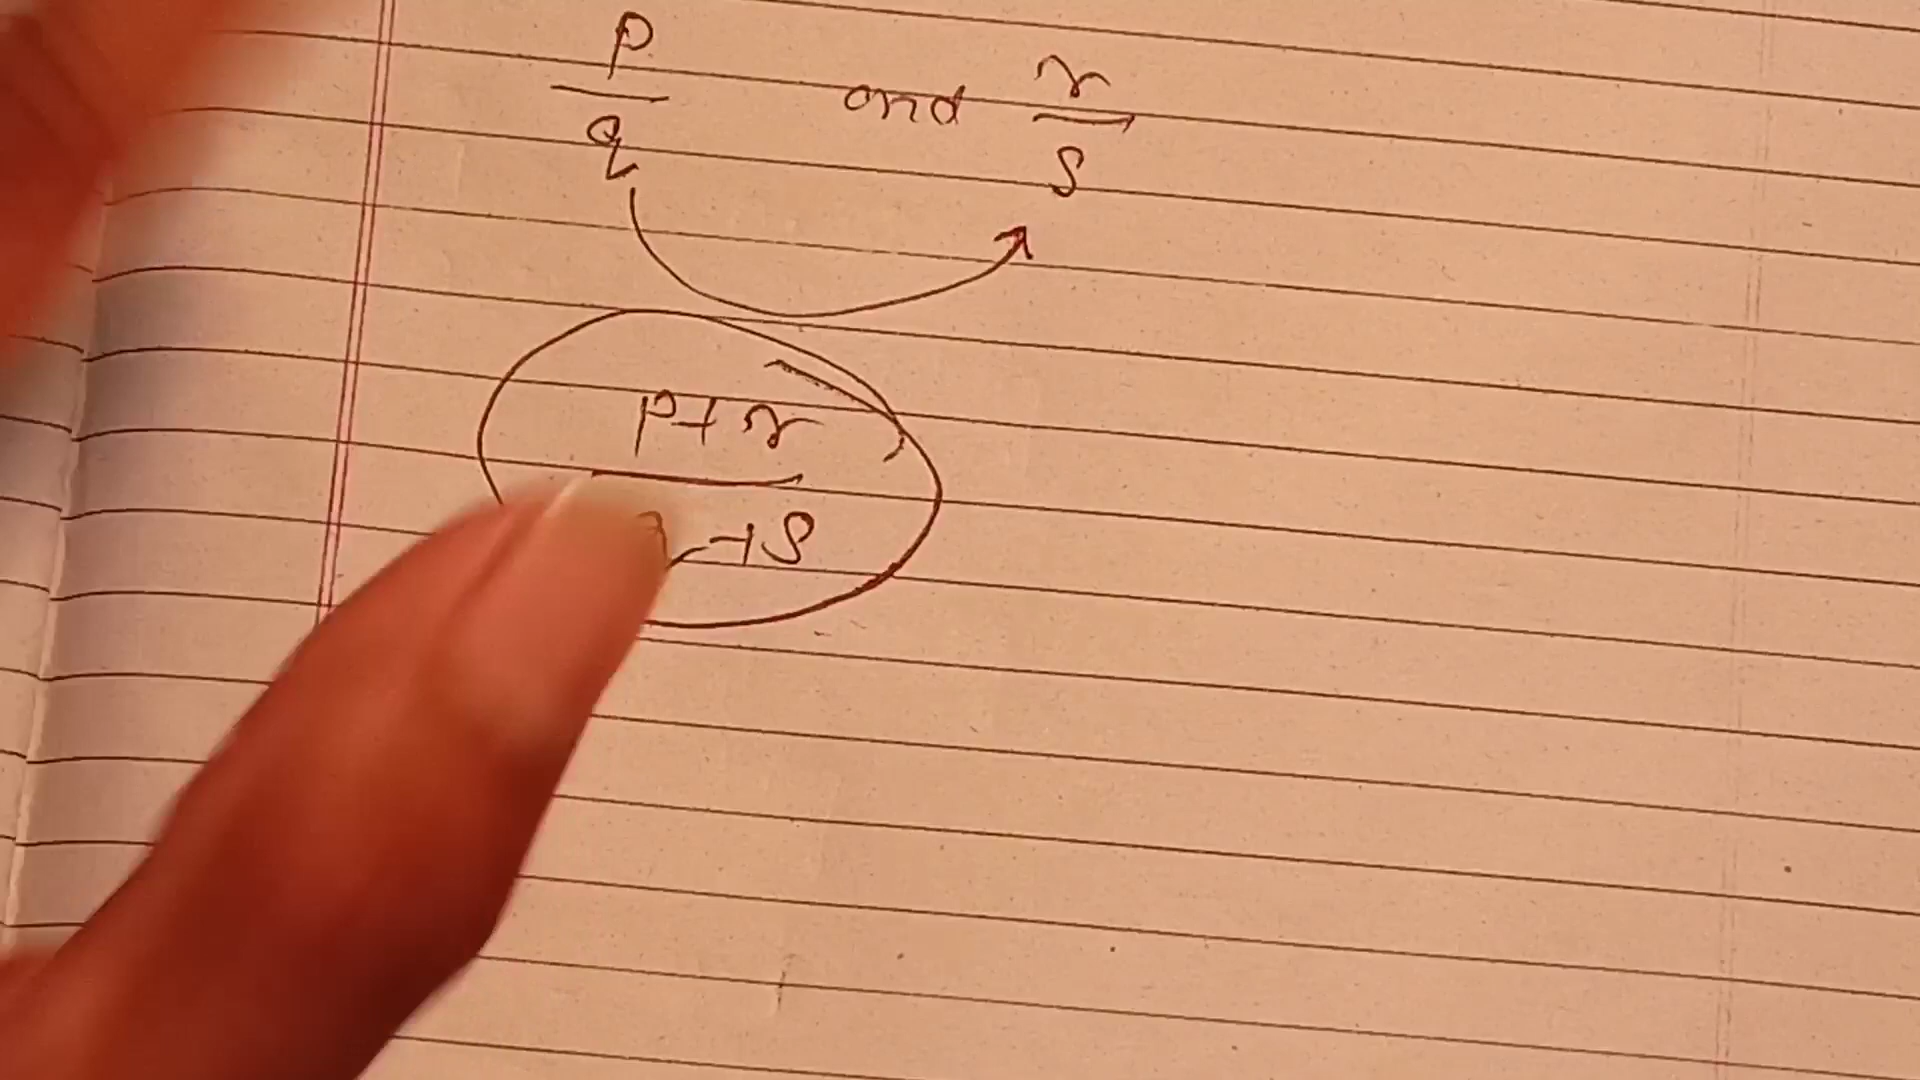 p/q and r/s
p+r
+s